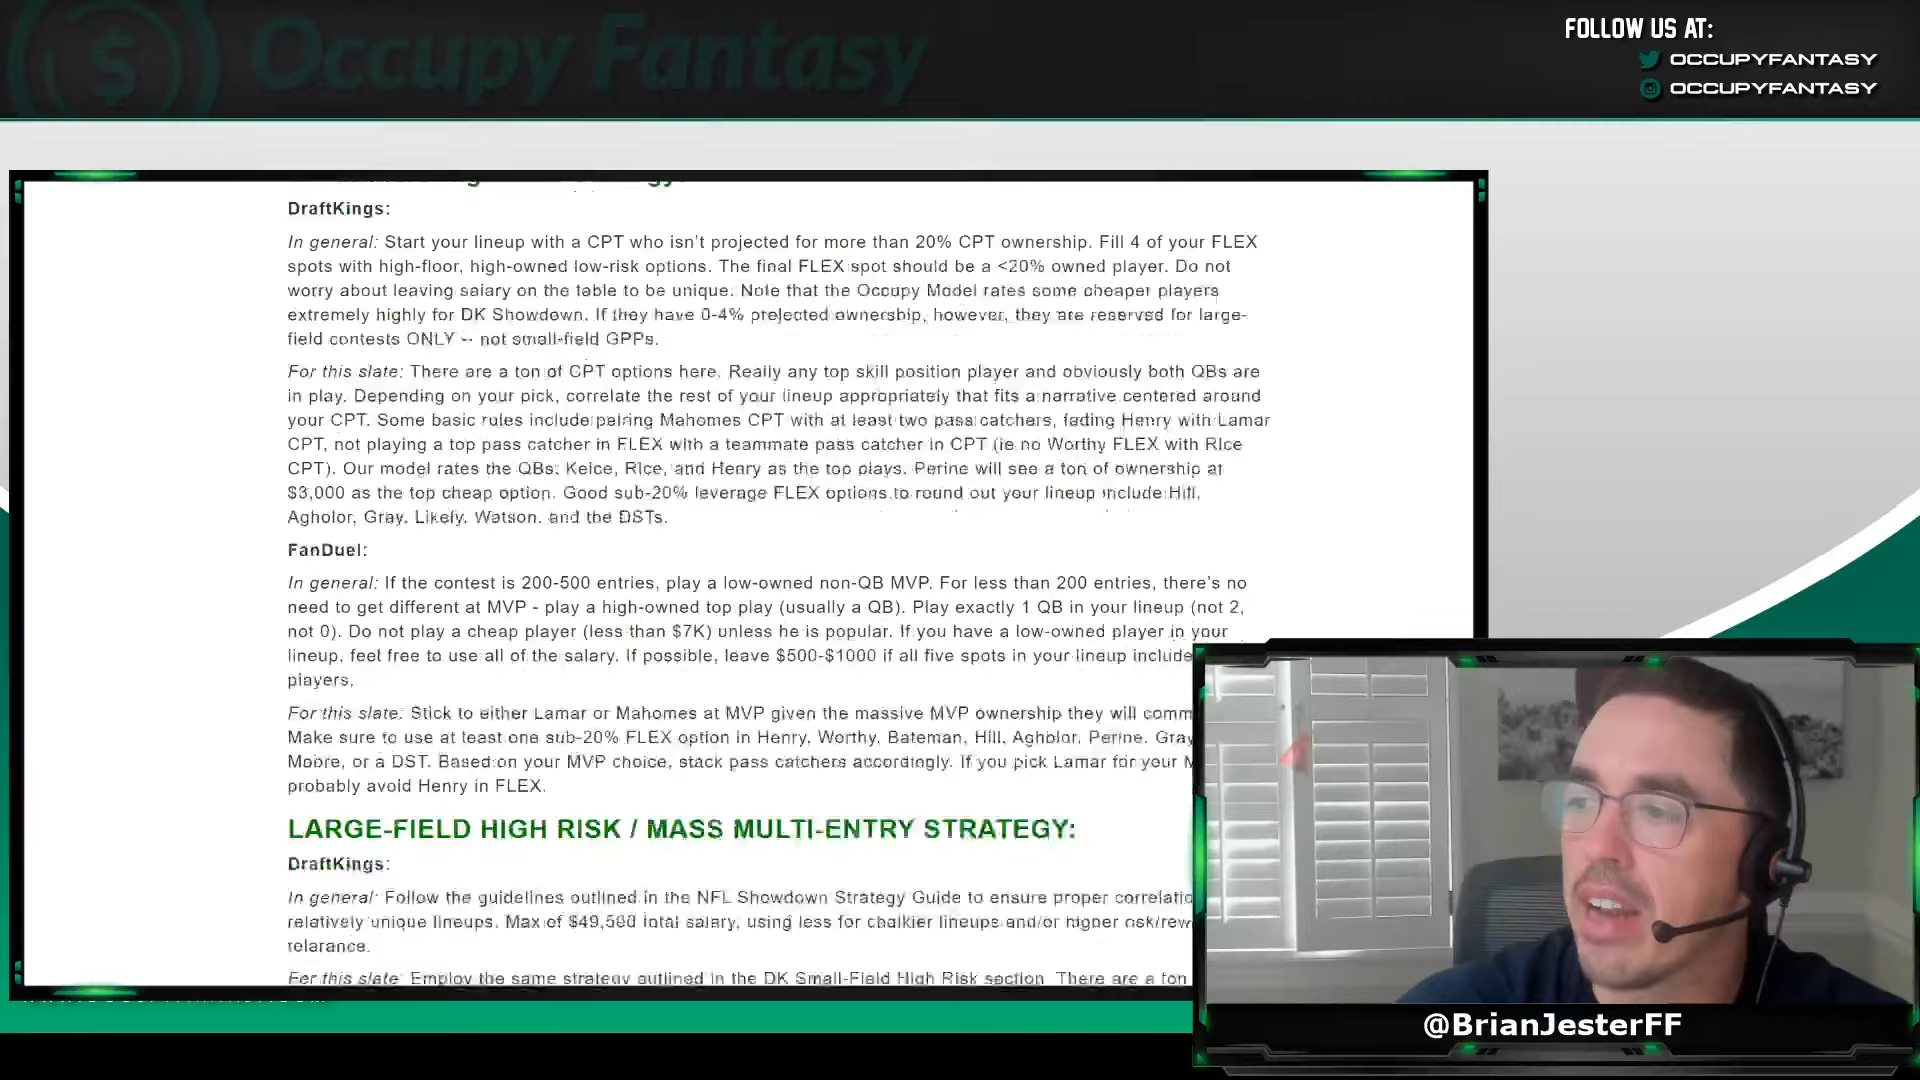 Occupy Fantasy
FOLLOW US AT:
OCCUPYFANTASY
OCCUPYFANTASY
DraftKings:
In general: Start your lineup with a CPT who isn't projected for more than 20% CPT ownership. Fill 4 of your FLEX
spots with high-floor, high-owned low-risk options. The final FLEX spot should be a <20% owned player. Do not
worry about leaving salary on the table to be unique. Note that the Occupy Model rates some cheaper players
extremely highly for DK Showdown. If they have 0-4% projected ownership, however, they are reserved for large-
field contests ONLY -- not small-field GPPs.
For this slate: There are a ton of CPT options here. Really any top skill position player and obviously both QBs are
in play. Depending on your pick, correlate the rest of your lineup appropriately that fits a narrative centered around
your CPT. Some basic rules include pairing Mahomes CPT with at least two pass catchers, fading Henry with Lamar
CPT, not playing a top pass catcher in FLEX with a teammate pass catcher in CPT (ie no Worthy FLEX with Rice
CPT). Our model rates the QBs, Kelce, Rice, and Henry as the top plays. Perine will see a ton of ownership at
$3,000 as the top cheap option. Good sub-20% leverage FLEX options to round out your lineup include Hill,
Agholor, Gray, Likely, Watson, and the DSTs.
FanDuel:
In general: If the contest is 200-500 entries, play a low-owned non-QB MVP. For less than 200 entries, there's no
need to get different at MVP - play a high-owned top play (usually a QB). Play exactly 1 QB in your lineup (not 2,
not 0). Do not play a cheap player (less than $7K) unless he is popular. If you have a low-owned player in your
lineup, feel free to use all of the salary. If possible, leave $500-$1000 if all five spots in your lineup include
players.
For this slate: Stick to either Lamar or Mahomes at MVP given the massive MVP ownership they will comm
Make sure to use at least one sub-20% FLEX option in Henry, Worthy, Bateman, Hill, Agholor, Perine, Gray
Moore, or a DST. Based on your MVP choice, stack pass catchers accordingly. If you pick Lamar for your M
probably avoid Henry in FLEX.
LARGE-FIELD HIGH RISK / MASS MULTI-ENTRY STRATEGY:
DraftKings:
In general: Follow the guidelines outlined in the NFL Showdown Strategy Guide to ensure proper correlatio
relatively unique lineups. Max of $49,500 total salary, using less for chalkier lineups and/or higher risk/rew
tolerance.
For this slate: Employ the same strategy outlined in the DK Small-Field High Risk section. There are a ton
@BrianJesterFF